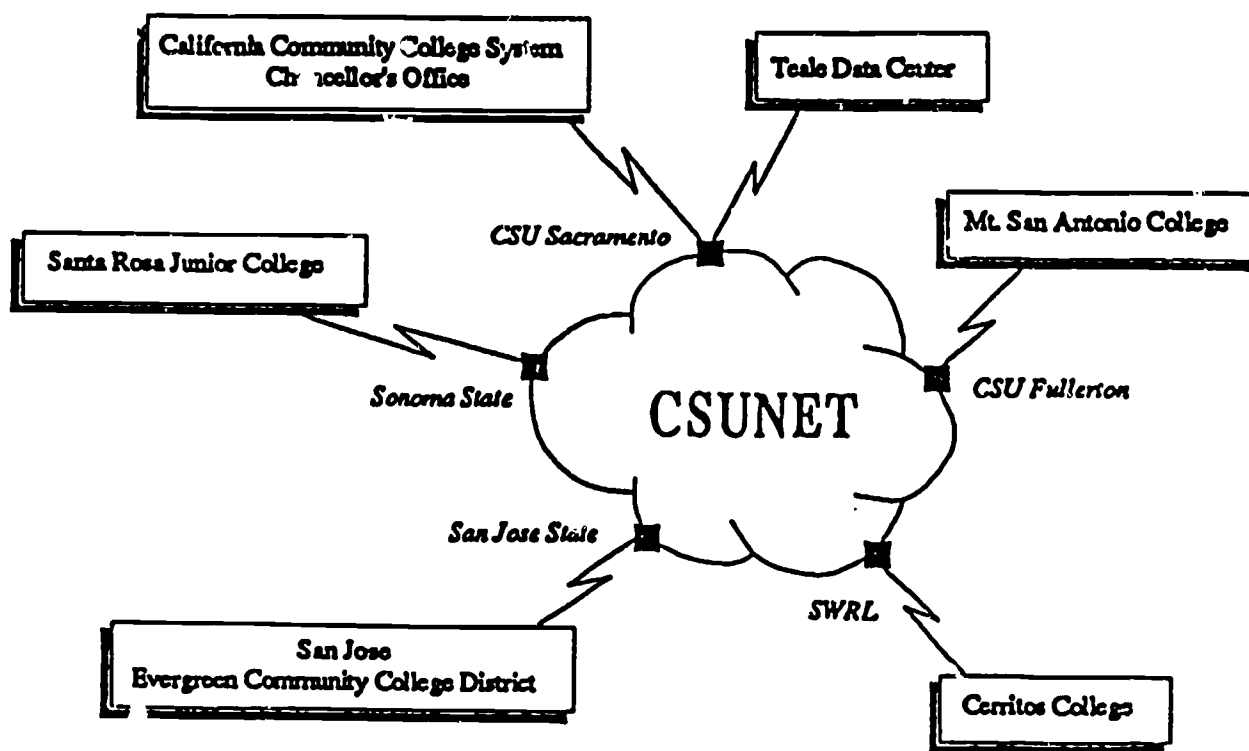 California Community College System
Chancellor's Office
Teale Data Center
Mt. San Antonio College
CSU Sacramento
Santa Rosa Junior College
Sonoma State
CSUNET
CSU Fullerton
San Jose State
SWRL
San Jose
Evergreen Community College District
Cerritos College